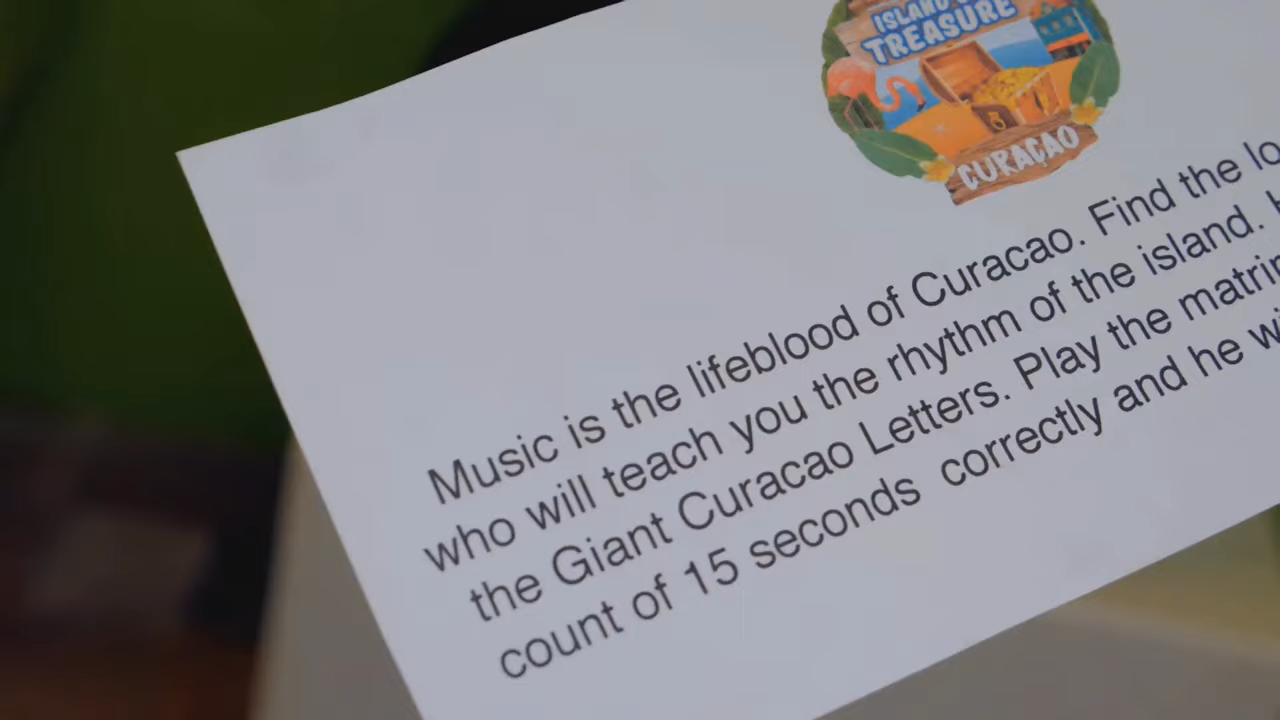 ISLAND
TREASURE
CURAÇAO
Music is the lifeblood of Curacao. Find the
who will teach you the rhythm of the island.
the Giant Curacao Letters. Play the
count of 15 seconds correctly and he